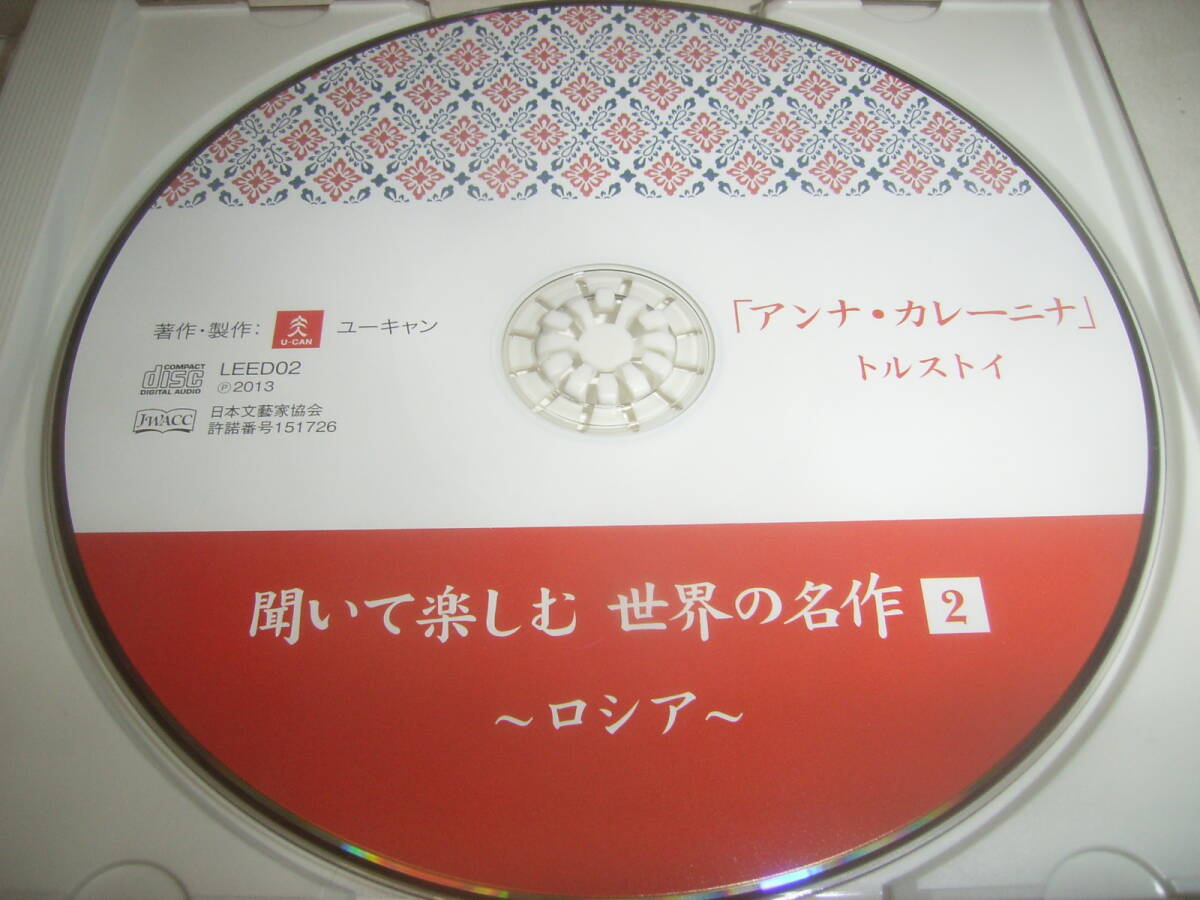 著作・製作: U-CAN ユーキャン
COMPACT disc DIGITAL AUDIO
LEED02
Ⓟ2013
JWACC
日本文藝家協会
許諾番号151726
「アンナ・カレーニナ」
トルストイ
聞いて楽しむ 世界の名作 2
～ロシア～